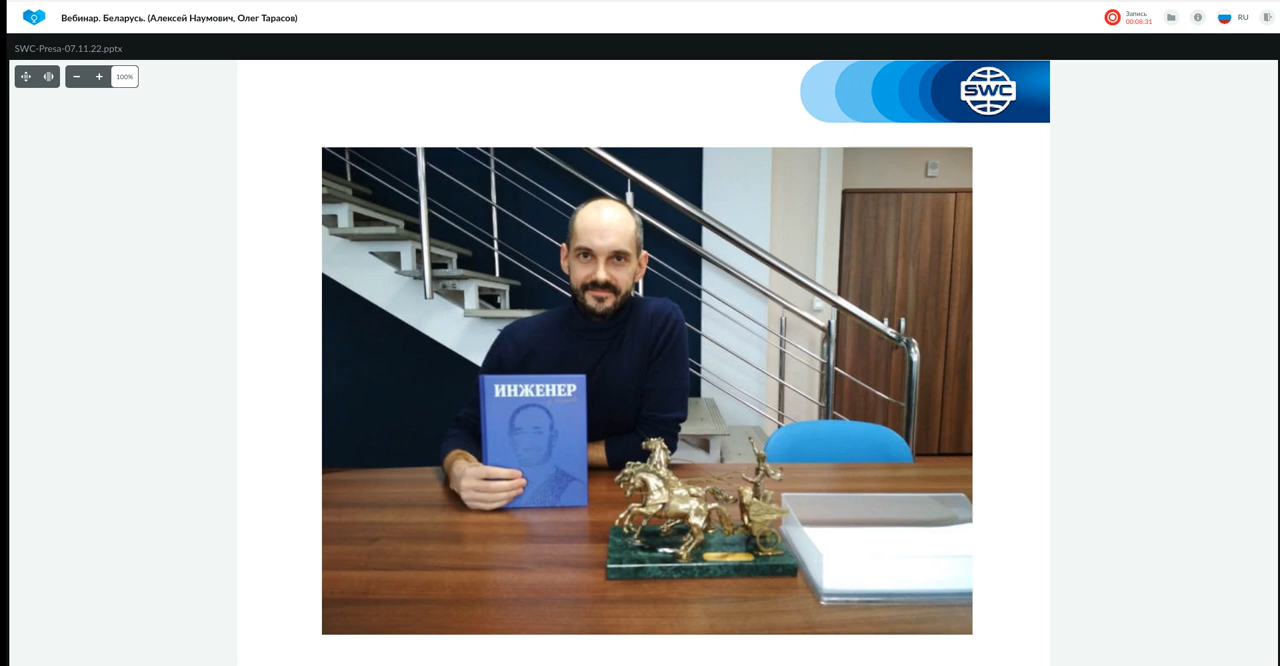 Вебинар. Беларусь. (Алексей Наумович, Олег Тарасов)
Запись
00:08:31
RU
SWC-Presa-07.11.22.pptx
100%
SWC
ИНЖЕНЕР